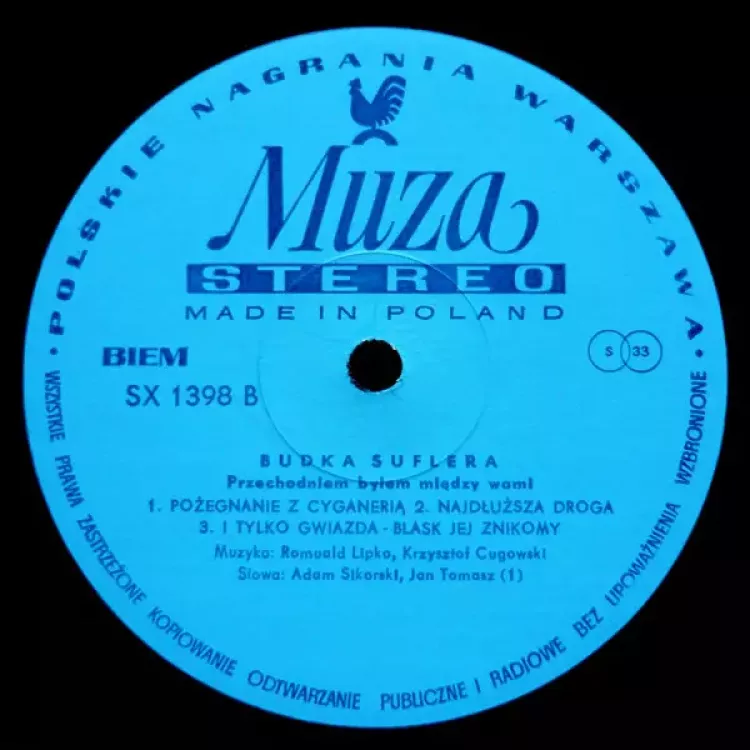 · POLSKIE NAGRANIA WARSZAWA ·
Muza
STEREO
MADE IN POLAND
BIEM
S 33
SX 1398 B
BUDKA SUFLERA
Przechodniem byłem między wami
1. POŻEGNANIE Z CYGANERIĄ 2. NAJDŁUŻSZA DROGA
3. I TYLKO GWIAZDA - BLASK JEJ ZNIKOMY
Muzyka: Romuald Lipko, Krzysztof Cugowski
Słowa: Adam Sikorski, Jan Tomasz (1)
WSZYSTKIE PRAWA ZASTRZEŻONE KOPIOWANIE ODTWARZANIE PUBLICZNE I RADIOWE BEZ UPOWAŻNIENIA WZBRONIONE